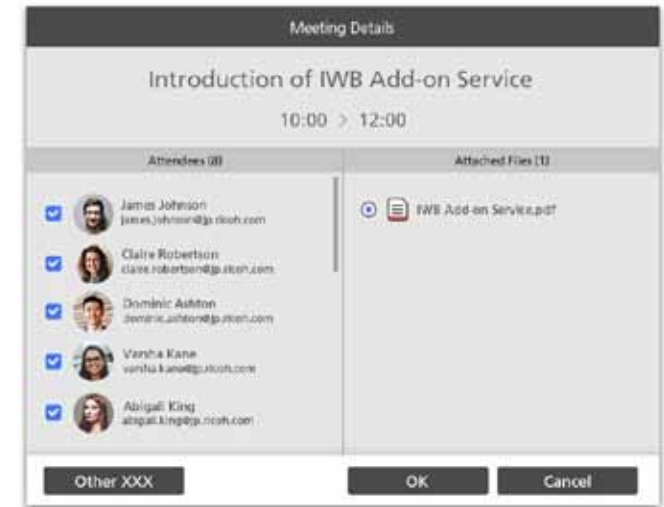 Meeting Details
Introduction of IWB Add-on Service
10:00 > 12:00
Attendees (8)
Attached Files (1)
James Johnson
james.johnson@jp.ricoh.com
IWB Add-on Service.pdf
Claire Robertson
claire.robertson@jp.ricoh.com
Dominic Ashton
dominic.ashton@jp.ricoh.com
Varsha Kane
varsha.kane@jp.ricoh.com
Abigail King
abigail.king@jp.ricoh.com
Other XXX
OK
Cancel